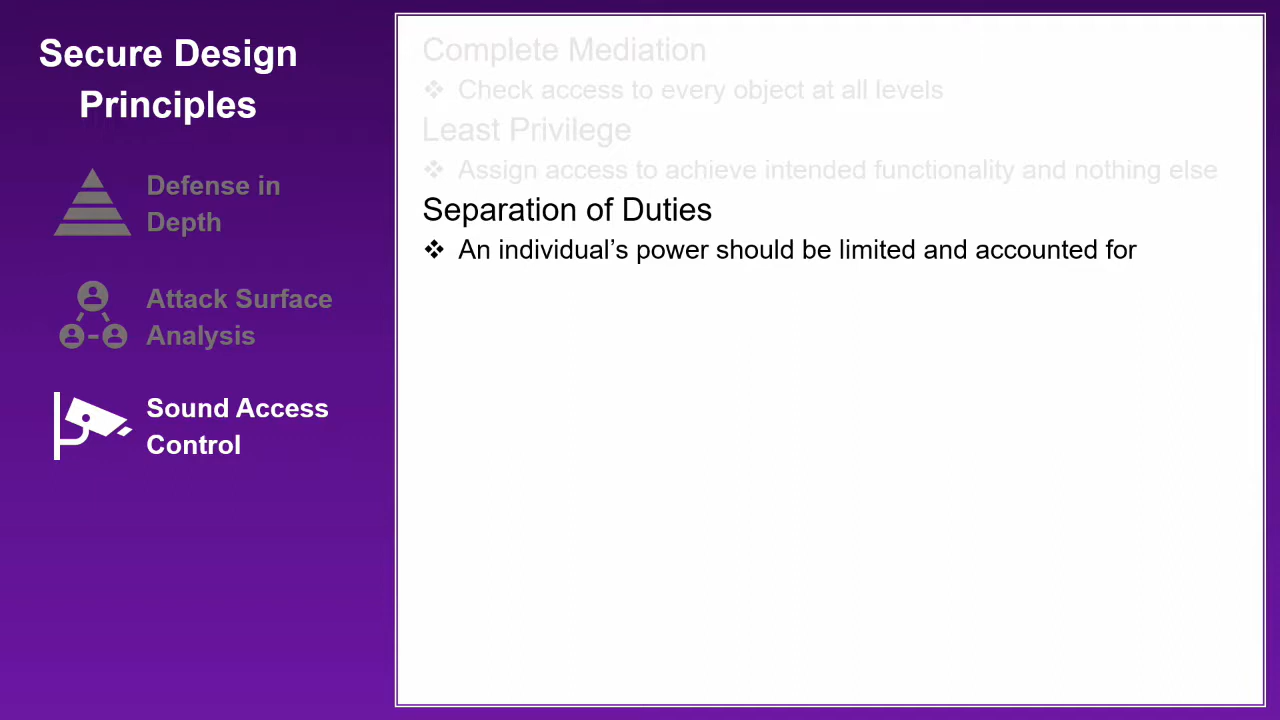 Secure Design
Principles
Defense in
Depth
Attack Surface
Analysis
Sound Access
Control
Complete Mediation
❖ Check access to every object at all levels
Least Privilege
❖ Assign access to achieve intended functionality and nothing else
Separation of Duties
❖ An individual’s power should be limited and accounted for